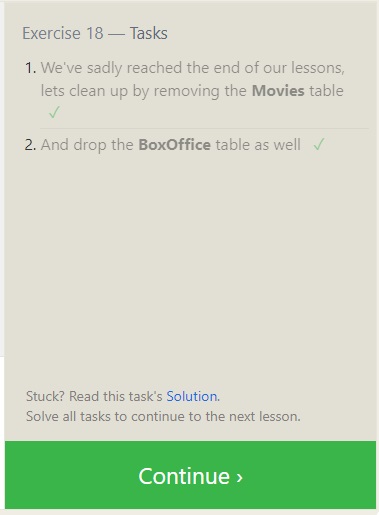 Exercise 18 — Tasks
1. We've sadly reached the end of our lessons,
lets clean up by removing the Movies table
✓
2. And drop the BoxOffice table as well ✓
Stuck? Read this task's Solution.
Solve all tasks to continue to the next lesson.
Continue ›